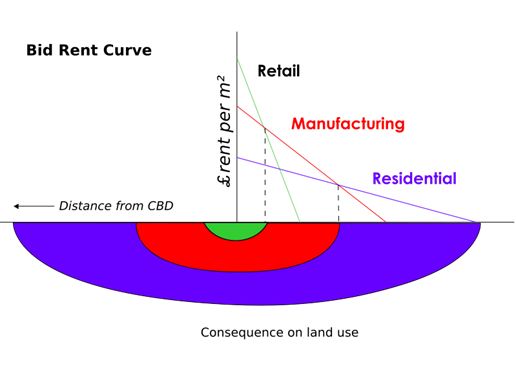 Bid Rent Curve
Retail
£ rent per m²
Manufacturing
Residential
Distance from CBD
Consequence on land use